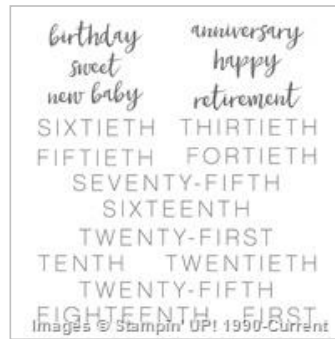 birthday anniversary
sweet happy
new baby retirement
SIXTIETH THIRTIETH
FIFTIETH FORTIETH
SEVENTY-FIFTH
SIXTEENTH
TWENTY-FIRST
TENTH TWENTIETH
TWENTY-FIFTH
EIGHTEENTH FIRST
Images © Stampin' UP! 1990-Current